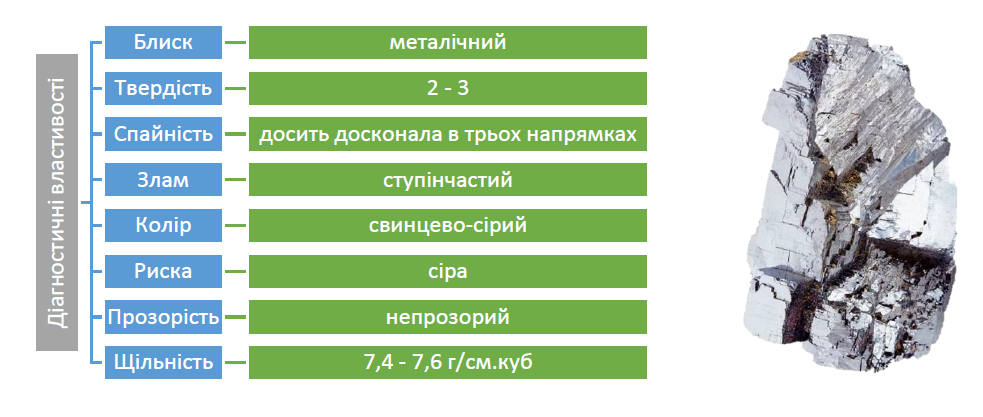 Діагностичні властивості
Блиск
металічний
Твердість
2 - 3
Спайність
досить досконала в трьох напрямках
Злам
ступінчастий
Колір
свинцево-сірий
Риска
сіра
Прозорість
непрозорий
Щільність
7,4 - 7,6 г/см.куб